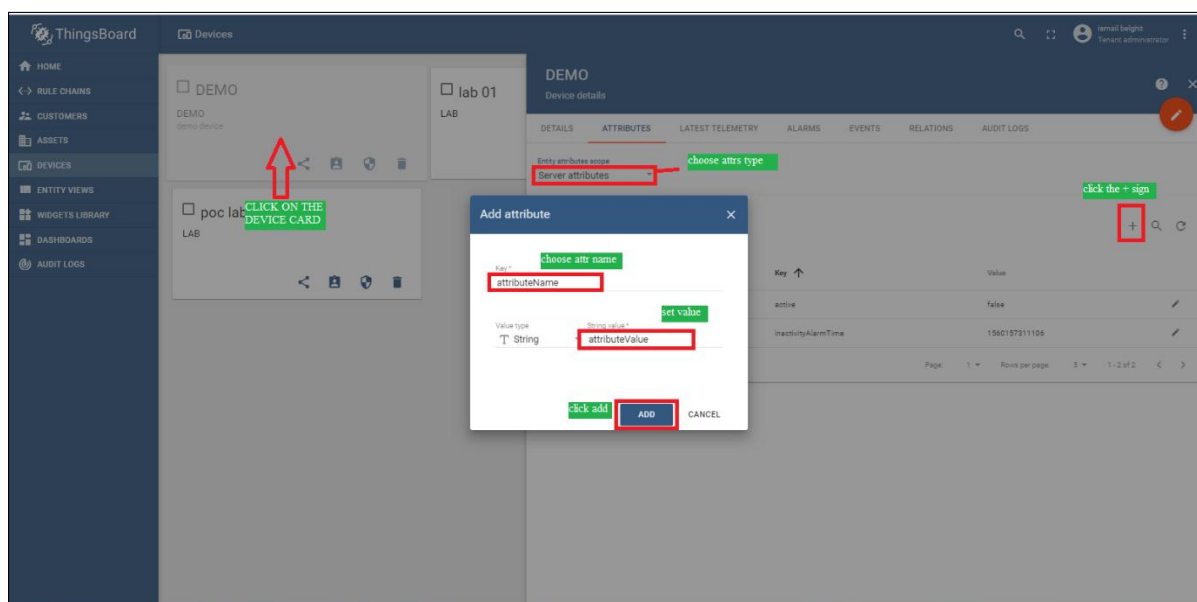 ThingsBoard
Devices
ismail belghit
Tenant administrator
HOME
RULE CHAINS
CUSTOMERS
ASSETS
DEVICES
ENTITY VIEWS
WIDGETS LIBRARY
DASHBOARDS
AUDIT LOGS
DEMO
DEMO
demo device
lab 01
LAB
CLICK ON THE
DEVICE CARD
poc lab
LAB
DEMO
Device details
DETAILS ATTRIBUTES LATEST TELEMETRY ALARMS EVENTS RELATIONS AUDIT LOGS
Entity attributes scope
Server attributes
choose attrs type
click the + sign
+
Key Value
active false
inactivityAlarmTime 1560157311106
Page: 1 Rows per page: 3 1 - 2 of 2
Add attribute
choose attr name
Key *
attributeName
set value
Value type String value *
String attributeValue
click add
ADD CANCEL